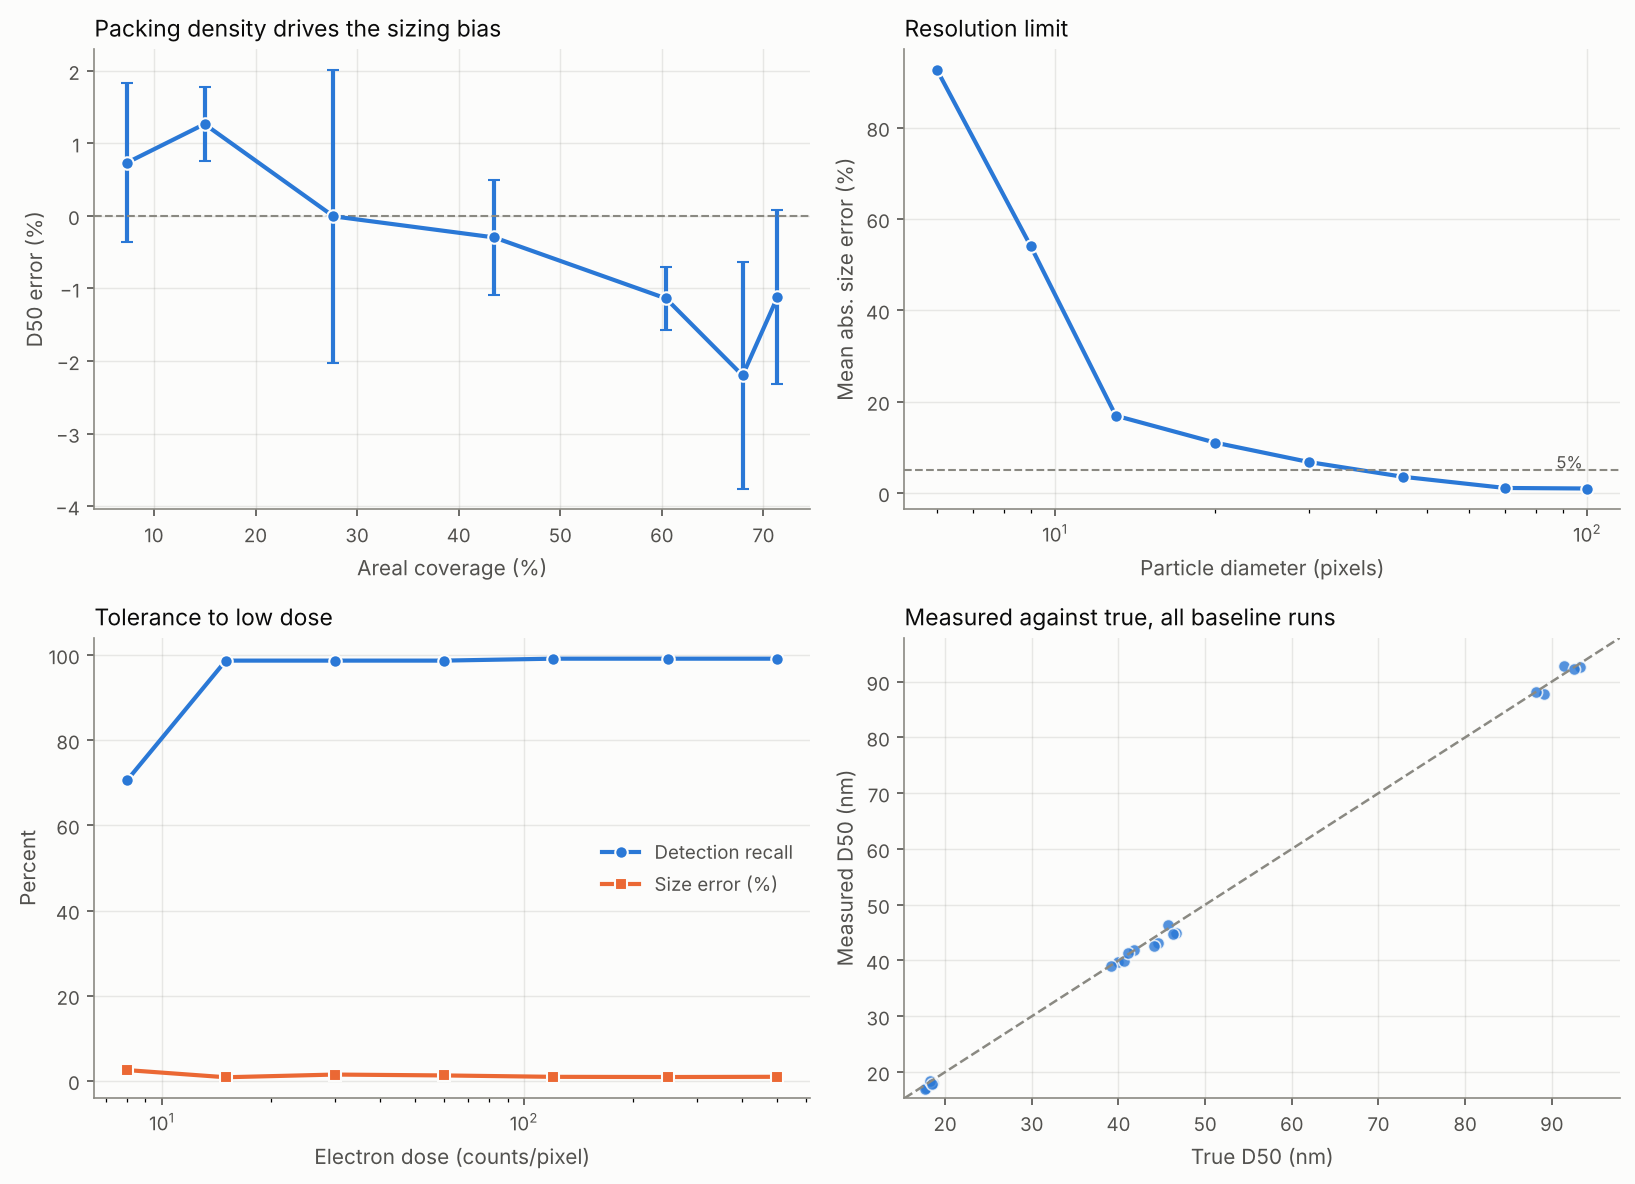 Packing density drives the sizing bias
2
1
0
−1
−2
−3
−4
D50 error (%)
10 20 30 40 50 60 70
Areal coverage (%)
Resolution limit
80
60
40
20
0
Mean abs. size error (%)
5%
10¹ 10²
Particle diameter (pixels)
Tolerance to low dose
100
80
60
40
20
0
Percent
Detection recall
Size error (%)
10¹ 10²
Electron dose (counts/pixel)
Measured against true, all baseline runs
90
80
70
60
50
40
30
20
Measured D50 (nm)
20 30 40 50 60 70 80 90
True D50 (nm)